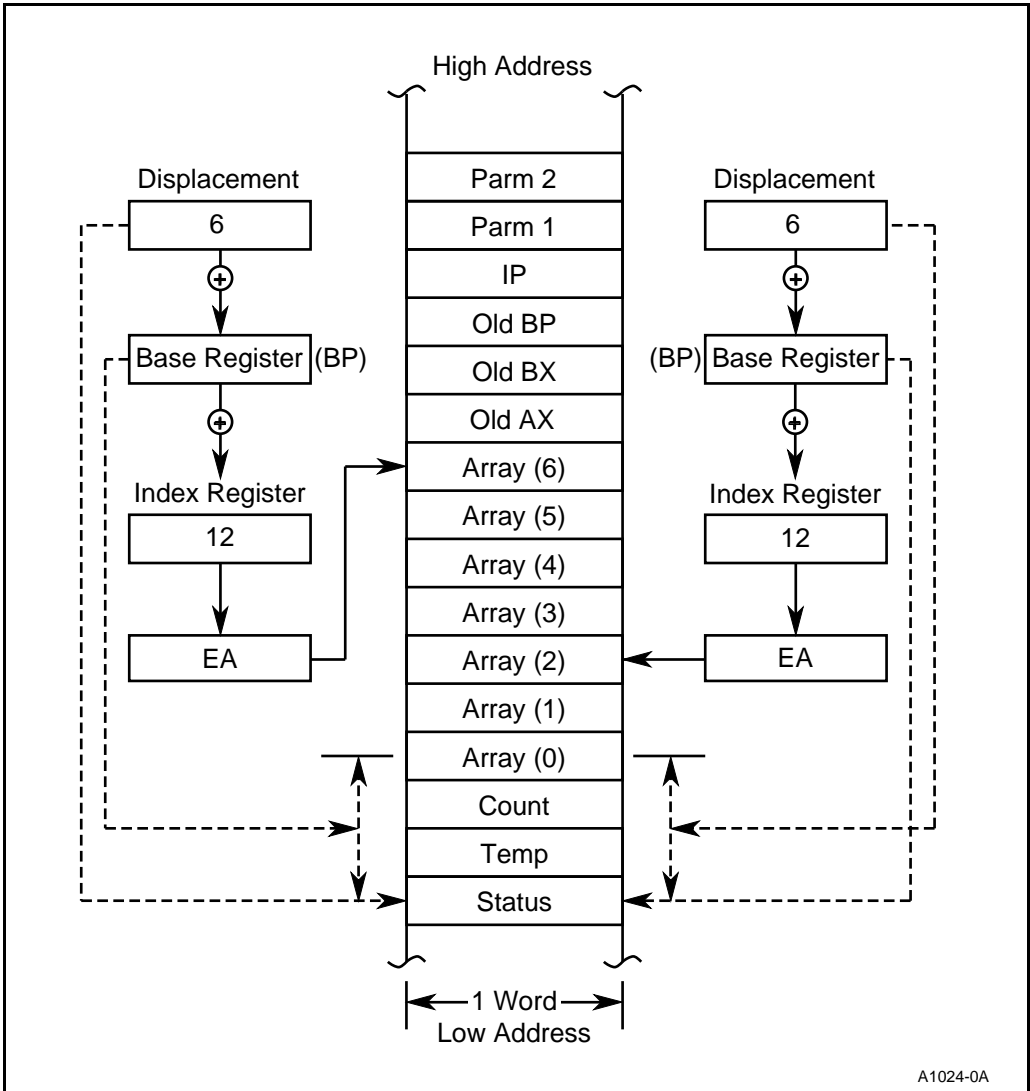 High Address
Parm 2
Displacement
Displacement
6
Parm 1
6
+
IP
+
Old BP
Base Register (BP)
(BP) Base Register
Old BX
+
Old AX
+
Array (6)
Index Register
Index Register
12
Array (5)
12
Array (4)
Array (3)
EA
Array (2)
EA
Array (1)
Array (0)
Count
Temp
Status
1 Word
Low Address
A1024-0A